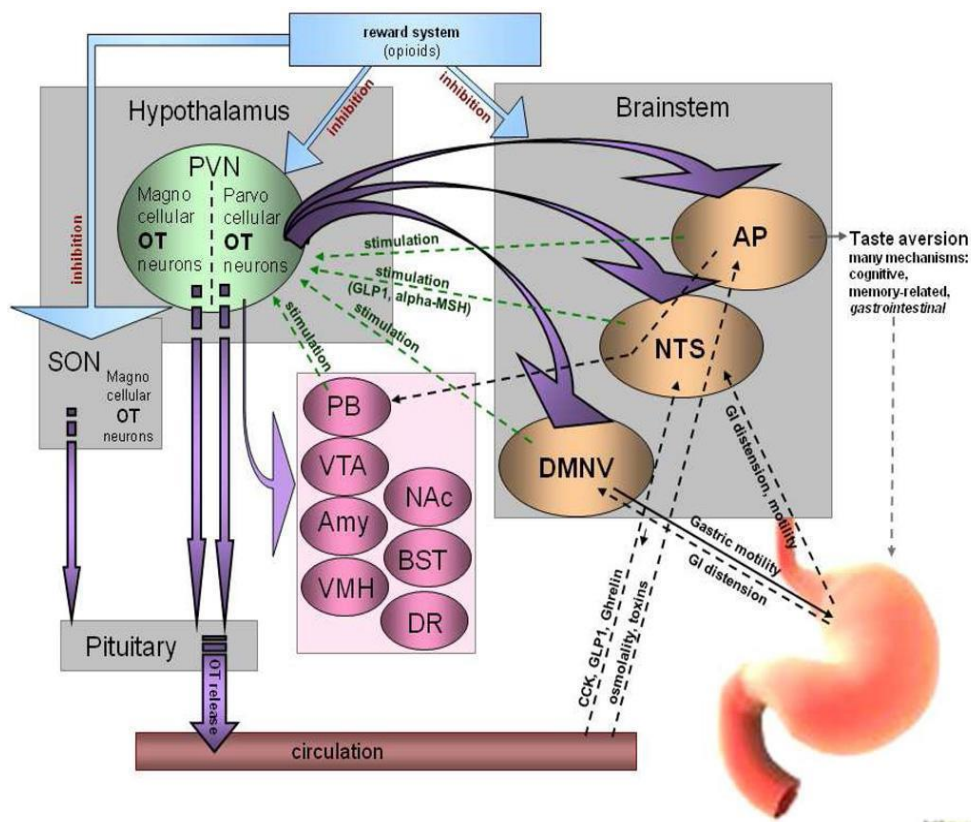 reward system
(opioids)
inhibition
inhibition
inhibition
Hypothalamus
Brainstem
PVN
Magno
cellular
OT
neurons
Parvo
cellular
OT
neurons
AP
Taste aversion
many mechanisms:
cognitive,
memory-related,
gastrointestinal
stimulation
stimulation
(GLP1, alpha-MSH)
stimulation
stimulation
NTS
SON
Magno
cellular
OT
neurons
PB
VTA
NAc
Amy
BST
VMH
DR
DMNV
GI distension, motility
Gastric motility
GI distension
CCK, GLP1, Ghrelin
osmolality, toxins
Pituitary
OT release
circulation